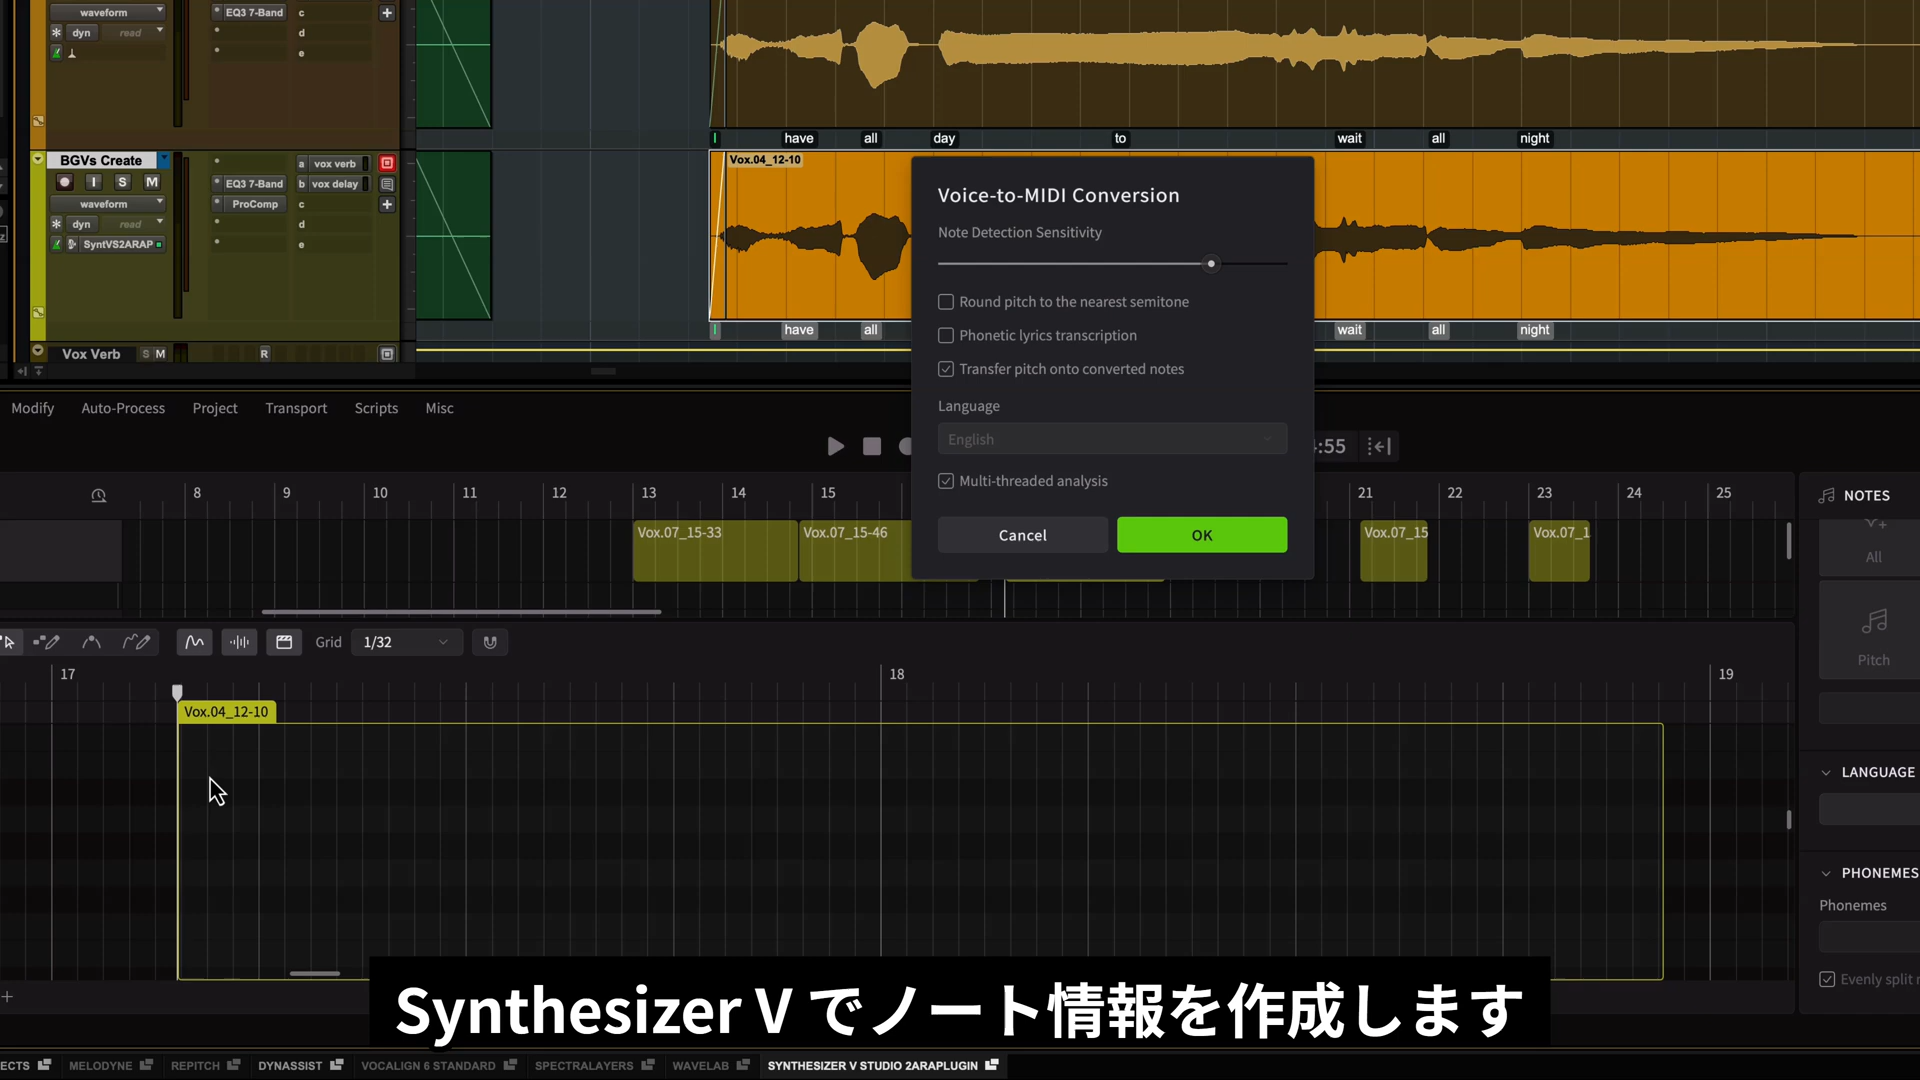 waveform
dyn
read
EQ3 7-Band
c
d
e
I
have
all
day
to
wait
all
night
BGVs Create
I
S
M
waveform
dyn
read
SyntVS2ARAP
EQ3 7-Band
ProComp
a vox verb
b vox delay
c
d
e
Vox.04_12-10
I
have
all
wait
all
night
Vox Verb
S
M
R
Voice-to-MIDI Conversion
Note Detection Sensitivity
Round pitch to the nearest semitone
Phonetic lyrics transcription
Transfer pitch onto converted notes
Language
English
Multi-threaded analysis
Cancel
OK
Modify
Auto-Process
Project
Transport
Scripts
Misc
:55
8
9
10
11
12
13
14
15
21
22
23
24
25
Vox.07_15-33
Vox.07_15-46
Vox.07_15
Vox.07_1
NOTES
All
Pitch
Grid
1/32
17
18
19
Vox.04_12-10
LANGUAGE
PHONEMES
Phonemes
Evenly split
Synthesizer V でノート情報を作成します
ECTS
MELODYNE
REPITCH
DYNASSIST
VOCALIGN 6 STANDARD
SPECTRALAYERS
WAVELAB
SYNTHESIZER V STUDIO 2ARAPLUGIN